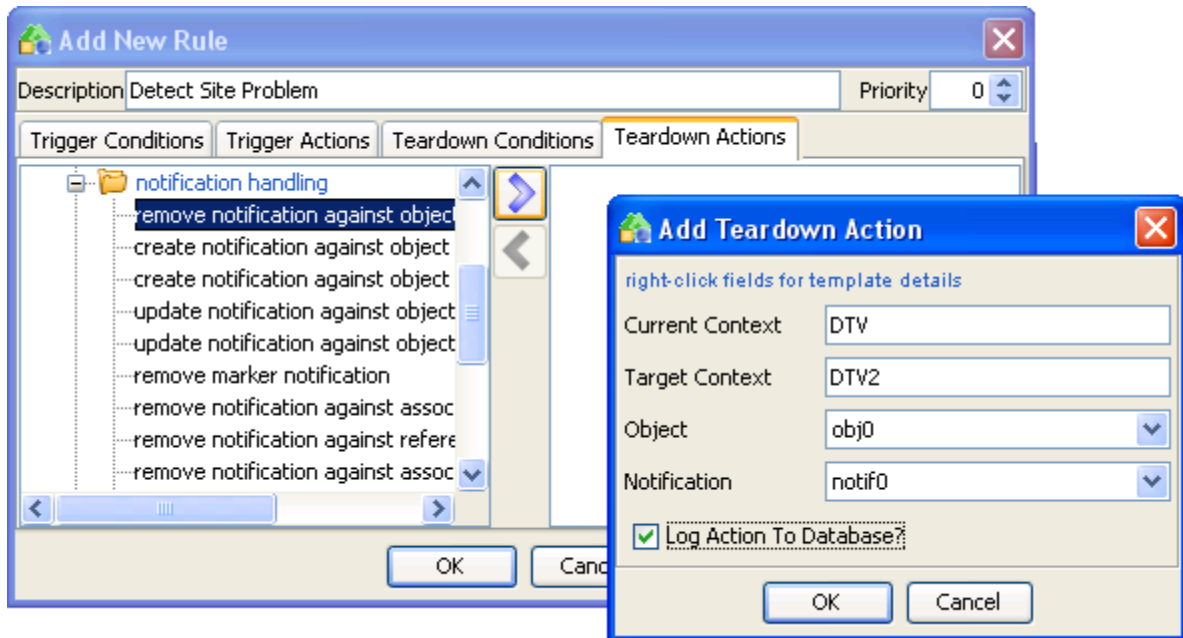 Add New Rule
Description Detect Site Problem Priority 0
Trigger Conditions Trigger Actions Teardown Conditions Teardown Actions
notification handling
remove notification against object
create notification against object
create notification against object
update notification against object
update notification against object
remove marker notification
remove notification against assoc
remove notification against refere
remove notification against assoc
OK Canc
Add Teardown Action
right-click fields for template details
Current Context DTV
Target Context DTV2
Object obj0
Notification notif0
Log Action To Database?
OK Cancel